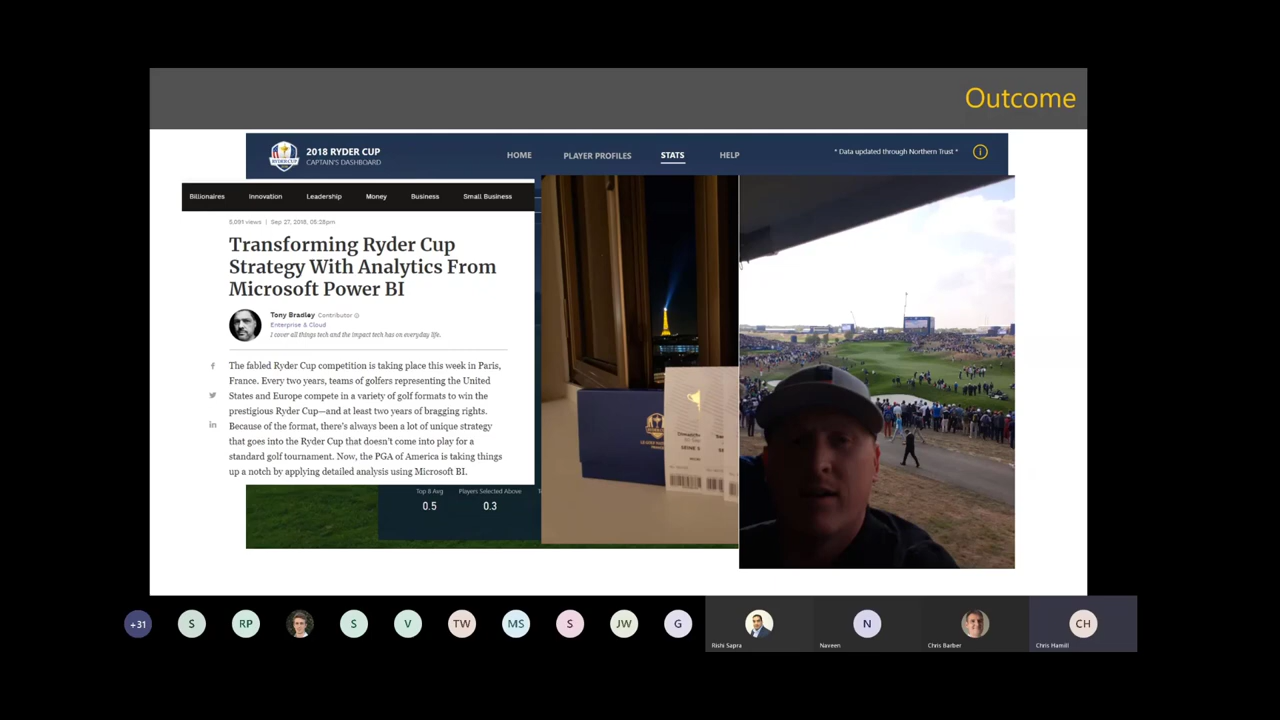 Outcome
2018 RYDER CUP
CAPTAIN'S DASHBOARD
HOME
PLAYER PROFILES
STATS
HELP
* Data updated through Northern Trust *
RYDER CUP
Billionaires
Innovation
Leadership
Money
Business
Small Business
5,091 views | Sep 27, 2018, 05:28pm
Transforming Ryder Cup
Strategy With Analytics From
Microsoft Power BI
Tony Bradley Contributor
Enterprise & Cloud
I cover all things tech and the impact tech has on everyday life.
The fabled Ryder Cup competition is taking place this week in Paris,
France. Every two years, teams of golfers representing the United
States and Europe compete in a variety of golf formats to win the
prestigious Ryder Cup—and at least two years of bragging rights.
Because of the format, there's always been a lot of unique strategy
that goes into the Ryder Cup that doesn't come into play for a
standard golf tournament. Now, the PGA of America is taking things
up a notch by applying detailed analysis using Microsoft BI.
Top 8 Avg
Players Selected Above
0.5
0.3
RYDER CUP
+31
S
RP
S
V
TW
MS
S
JW
G
Rishi Sapra
N
Naveen
Chris Barber
CH
Chris Hamill